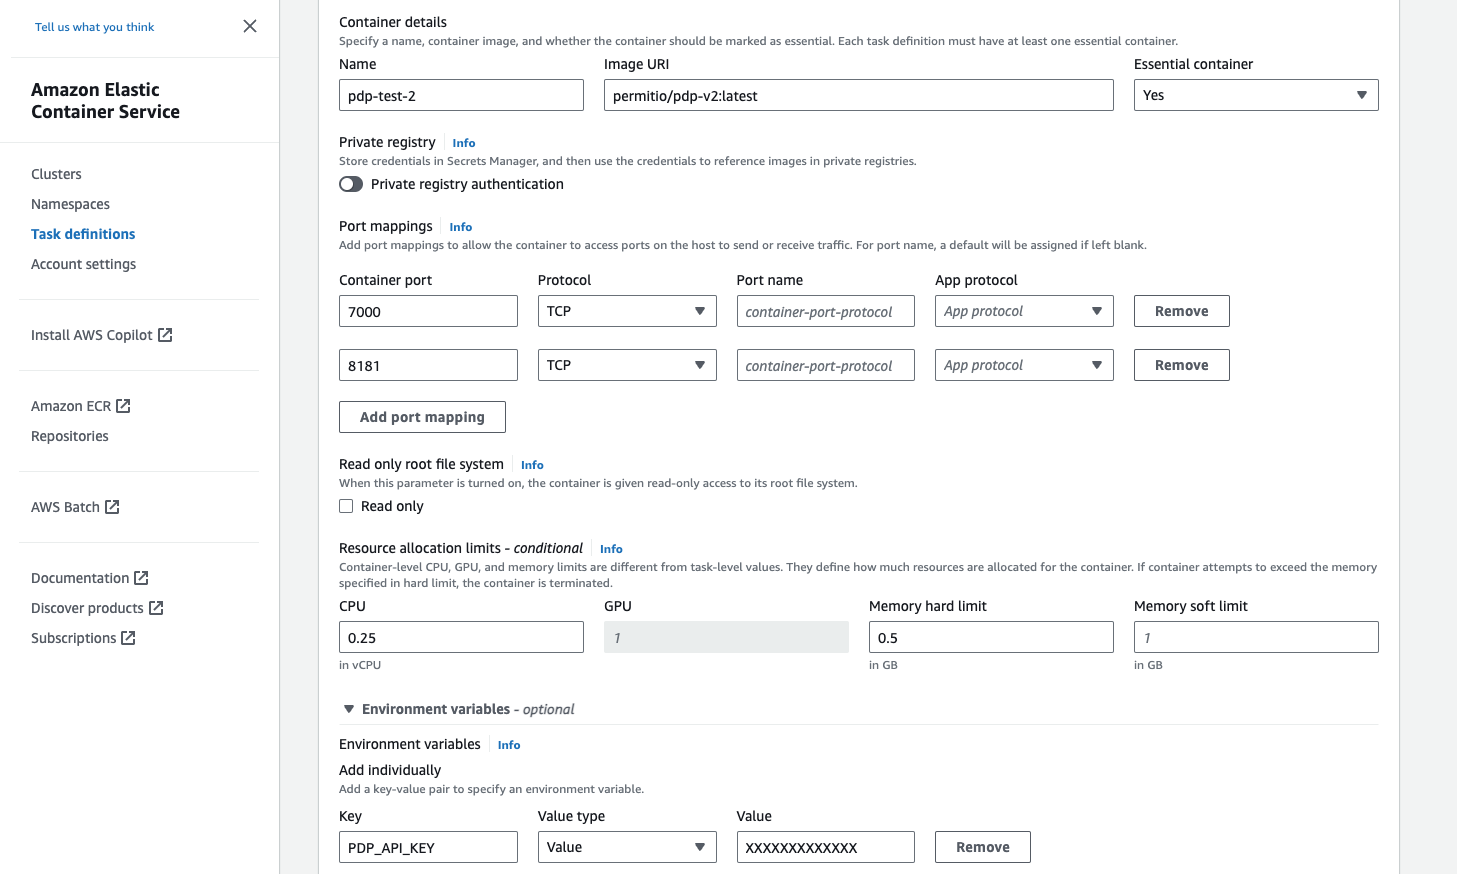 Tell us what you think
Amazon Elastic
Container Service
Clusters
Namespaces
Task definitions
Account settings
Install AWS Copilot
Amazon ECR
Repositories
AWS Batch
Documentation
Discover products
Subscriptions
Container details
Specify a name, container image, and whether the container should be marked as essential. Each task definition must have at least one essential container.
Name Image URI Essential container
pdp-test-2 permitio/pdp-v2:latest Yes
Private registry Info
Store credentials in Secrets Manager, and then use the credentials to reference images in private registries.
Private registry authentication
Port mappings Info
Add port mappings to allow the container to access ports on the host to send or receive traffic. For port name, a default will be assigned if left blank.
Container port Protocol Port name App protocol
7000 TCP container-port-protocol App protocol Remove
8181 TCP container-port-protocol App protocol Remove
Add port mapping
Read only root file system Info
When this parameter is turned on, the container is given read-only access to its root file system.
Read only
Resource allocation limits - conditional Info
Container-level CPU, GPU, and memory limits are different from task-level values. They define how much resources are allocated for the container. If container attempts to exceed the memory
specified in hard limit, the container is terminated.
CPU GPU Memory hard limit Memory soft limit
0.25 1 0.5 1
in vCPU in GB in GB
Environment variables - optional
Environment variables Info
Add individually
Add a key-value pair to specify an environment variable.
Key Value type Value
PDP_API_KEY Value XXXXXXXXXXXXX Remove